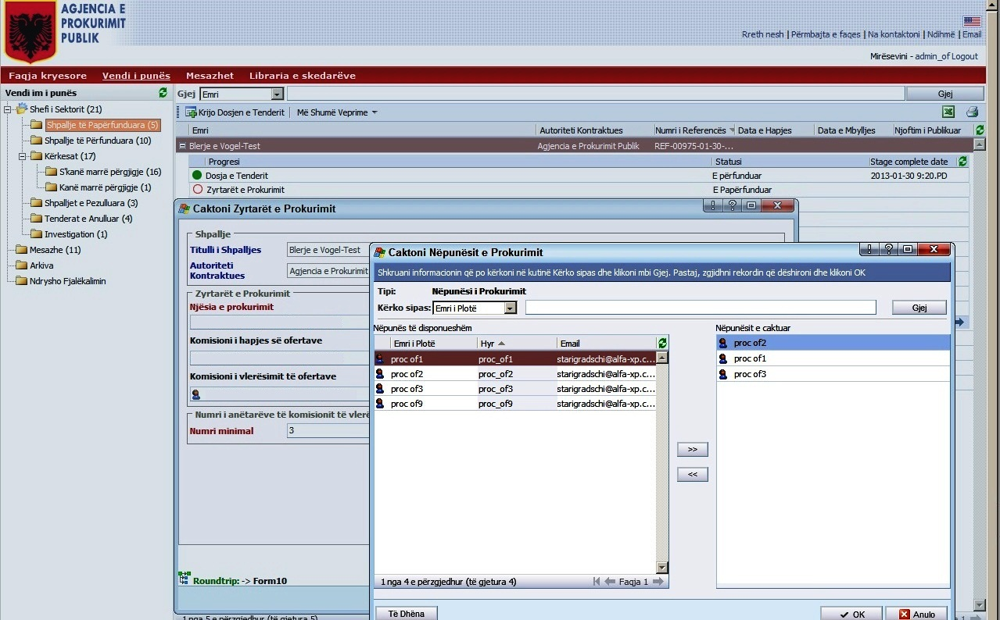 AGJENCIA E
PROKURIMIT
PUBLIK
Rreth nesh | Përmbajta e faqes | Na kontaktoni | Ndihmë | Email
Mirësevini - admin_of Logout
Faqja kryesore Vendi i punës Mesazhet Libraria e skedarëve
Vendi im i punës
Shefi i Sektorit (21)
Shpallje të Papërfunduara (5)
Shpallje të Përfunduara (10)
Kërkesat (17)
S'kanë marrë përgjigje (16)
Kanë marrë përgjigje (1)
Shpalljet e Pezulluara (3)
Tenderat e Anulluar (4)
Investigation (1)
Mesazhe (11)
Arkiva
Ndrysho Fjalëkalimin
Gjej Emri Gjej
Krijo Dosjen e Tenderit Më Shumë Veprime
Emri Autoriteti Kontraktues Numri i Referencës Data e Hapjes Data e Mbylljes Njoftim i Publikuar
Blerje e Vogel-Test Agjencia e Prokurimit Publik REF-00975-01-30-...
Progresi Statusi Stage complete date
Dosja e Tenderit E përfunduar 2013-01-30 9:20.PD
Zyrtarët e Prokurimit E Papërfunduar
Caktoni Zyrtarët e Prokurimit
Shpallje
Titulli i Shpalljes Blerje e Vogel-Test
Autoriteti
Kontraktues Agjencia e Prokurimit
Zyrtarët e Prokurimit
Njësia e prokurimit
Komisioni i hapjes së ofertave
Komisioni i vlerësimit të ofertave
Numri i anëtarëve të komisionit të vlerë
Numri minimal 3
Roundtrip: -> Form10
Caktoni Nëpunësit e Prokurimit
Shkruani informacionin që po kërkoni në kutinë Kërko sipas dhe klikoni mbi Gjej. Pastaj, zgjidhni rekordin që dëshironi dhe klikoni OK
Tipi: Nëpunësi i Prokurimit
Kërko sipas: Emri i Plotë Gjej
Nëpunës të disponueshëm
Emri i Plotë Hyr Email
proc of1 proc_of1 starigradschi@alfa-xp.c...
proc of2 proc_of2 starigradschi@alfa-xp.c...
proc of3 proc_of3 starigradschi@alfa-xp.c...
proc of9 proc_of9 starigradschi@alfa-xp.c...
1 nga 4 e përzgjedhur (të gjetura 4) Faqja 1
>>
<<
Nëpunësit e caktuar
proc of2
proc of1
proc of3
Të Dhëna OK Anulo
1 nga 5 e përzgjedhur (të gjetura 5)